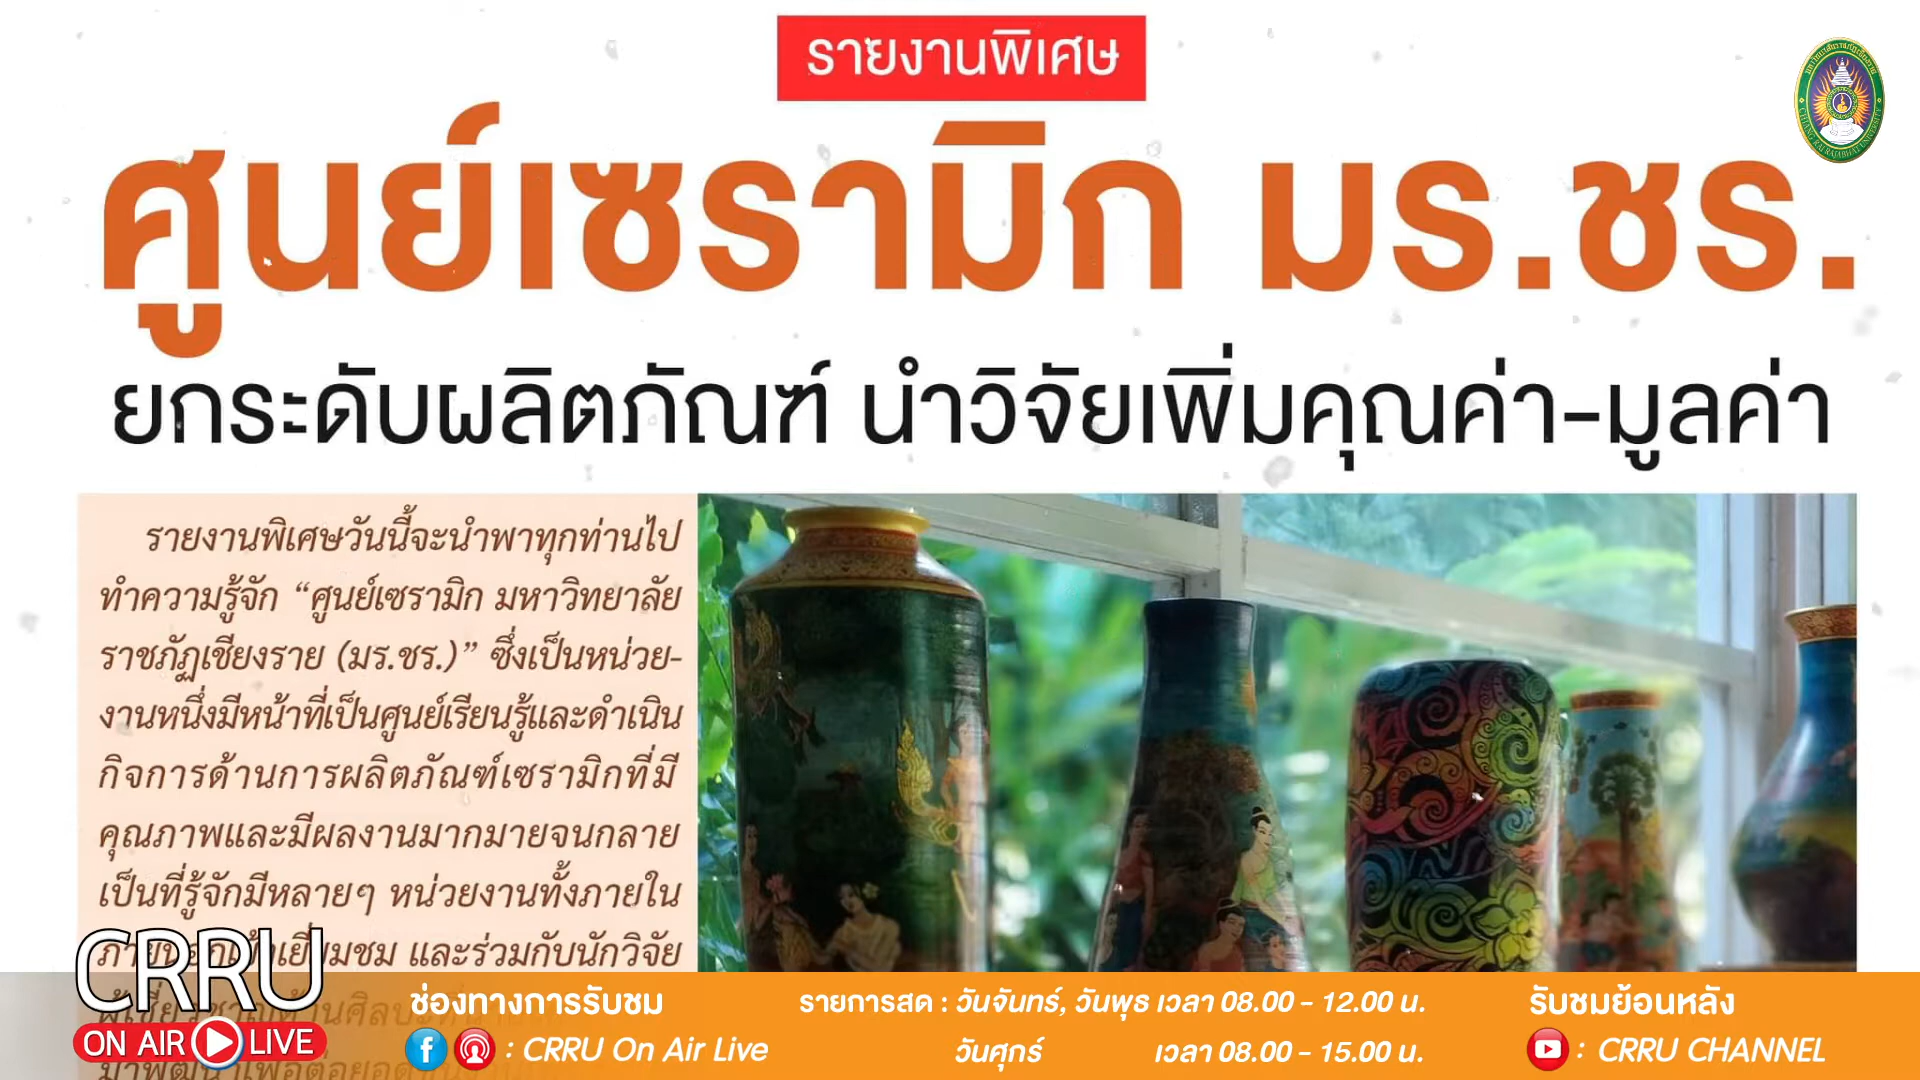 รายงานพิเศษ
ศูนย์เซรามิก มร.ชร.
ยกระดับผลิตภัณฑ์ นำวิจัยเพิ่มคุณค่า-มูลค่า
รายงานพิเศษวันนี้จะนำพาทุกท่านไป
ทำความรู้จัก “ศูนย์เซรามิก มหาวิทยาลัย
ราชภัฏเชียงราย (มร.ชร.)” ซึ่งเป็นหน่วย-
งานหนึ่งมีหน้าที่เป็นศูนย์เรียนรู้และดำเนิน
กิจการด้านการผลิตภัณฑ์เซรามิกที่มี
คุณภาพและมีผลงานมากมายจนกลาย
เป็นที่รู้จักมีหลายๆ หน่วยงานทั้งภายใน
และร่วมกับนักวิจัย
CRRU
ON AIR LIVE
ช่องทางการรับชม
: CRRU On Air Live
รายการสด : วันจันทร์, วันพุธ เวลา 08.00 - 12.00 น.
วันศุกร์ เวลา 08.00 - 15.00 น.
รับชมย้อนหลัง
: CRRU CHANNEL